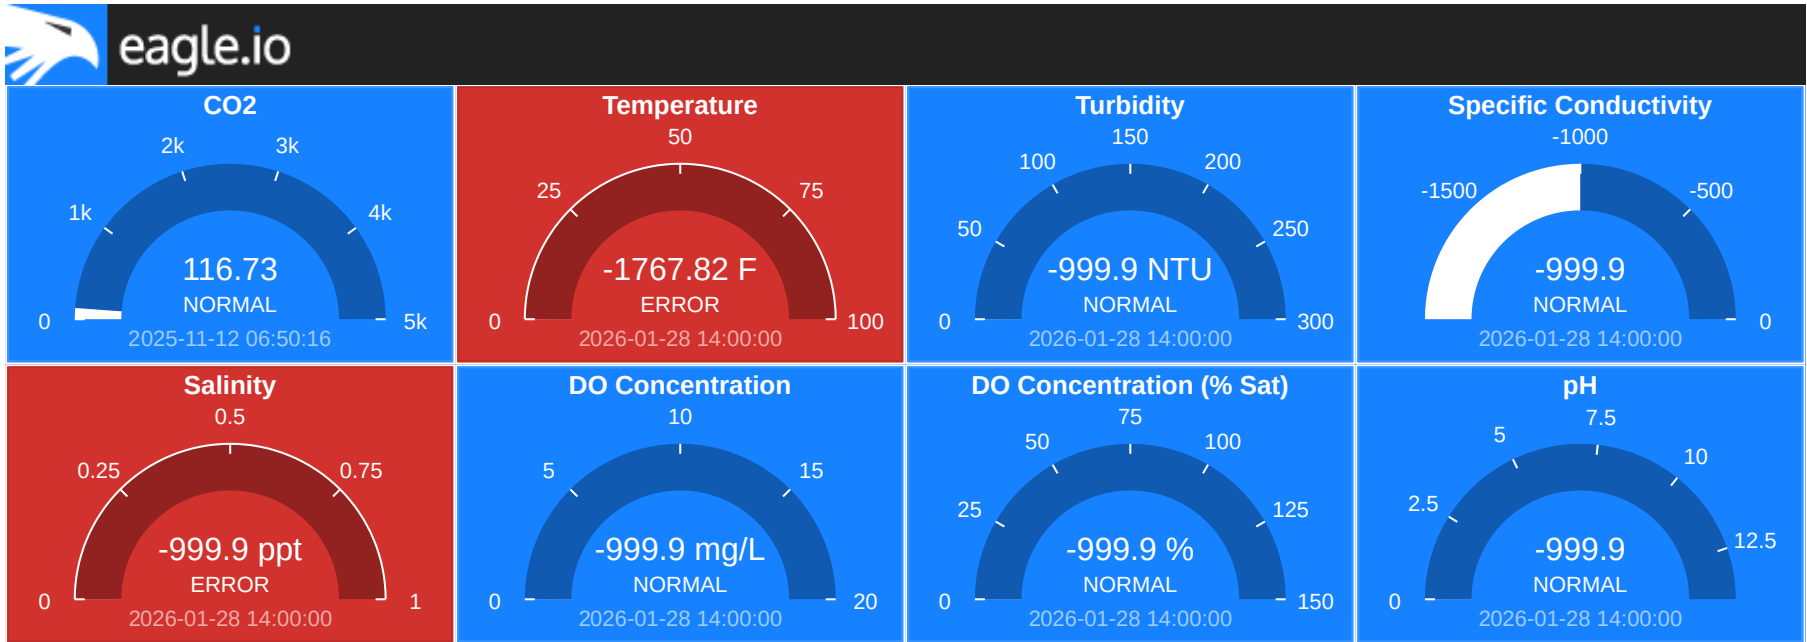 eagle.io
CO2
2k
3k
1k
4k
0
5k
116.73
NORMAL
2025-11-12 06:50:16
Temperature
50
25
75
0
100
-1767.82 F
ERROR
2026-01-28 14:00:00
Turbidity
150
100
200
50
250
0
300
-999.9 NTU
NORMAL
2026-01-28 14:00:00
Specific Conductivity
-1000
-1500
-500
0
-999.9
NORMAL
2026-01-28 14:00:00
Salinity
0.5
0.25
0.75
0
1
-999.9 ppt
ERROR
2026-01-28 14:00:00
DO Concentration
10
5
15
0
20
-999.9 mg/L
NORMAL
2026-01-28 14:00:00
DO Concentration (% Sat)
75
50
100
25
125
0
150
-999.9 %
NORMAL
2026-01-28 14:00:00
pH
7.5
5
10
2.5
12.5
0
-999.9
NORMAL
2026-01-28 14:00:00